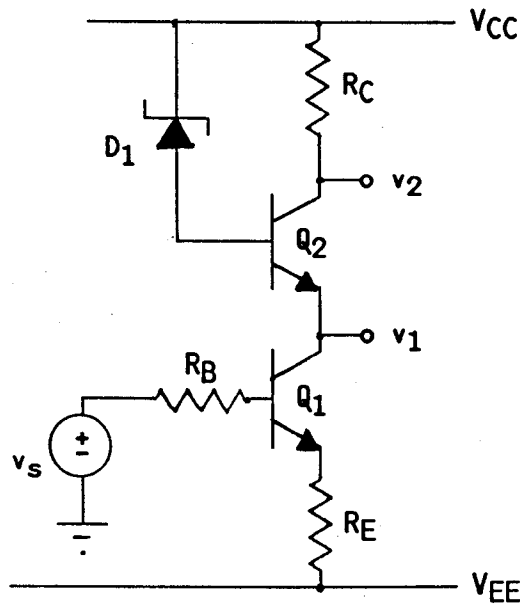 VCC
RC
D1
v2
Q2
v1
RB
Q1
+
-
vs
RE
VEE